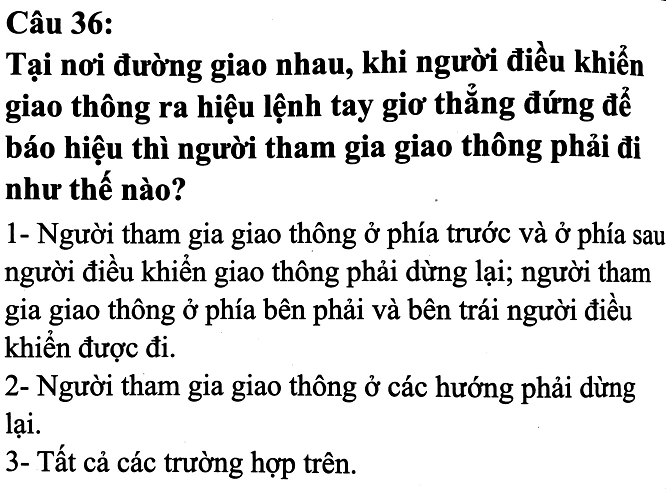 Câu 36:
Tại nơi đường giao nhau, khi người điều khiển
giao thông ra hiệu lệnh tay giơ thẳng đứng để
báo hiệu thì người tham gia giao thông phải đi
như thế nào?
1- Người tham gia giao thông ở phía trước và ở phía sau
người điều khiển giao thông phải dừng lại; người tham
gia giao thông ở phía bên phải và bên trái người điều
khiển được đi.
2- Người tham gia giao thông ở các hướng phải dừng
lại.
3- Tất cả các trường hợp trên.